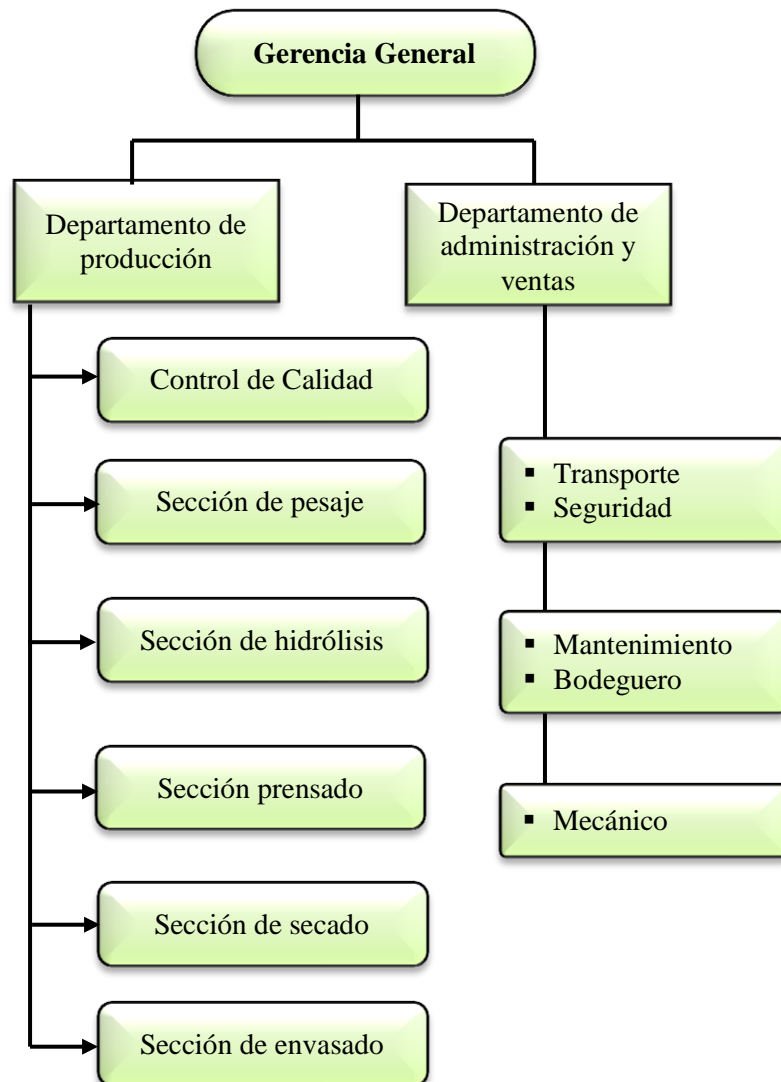 Gerencia General
Departamento de
producción
Departamento de
administración y
ventas
Control de Calidad
Sección de pesaje
Sección de hidrólisis
Sección prensado
Sección de secado
Sección de envasado
▪ Transporte
▪ Seguridad
▪ Mantenimiento
▪ Bodeguero
▪ Mecánico